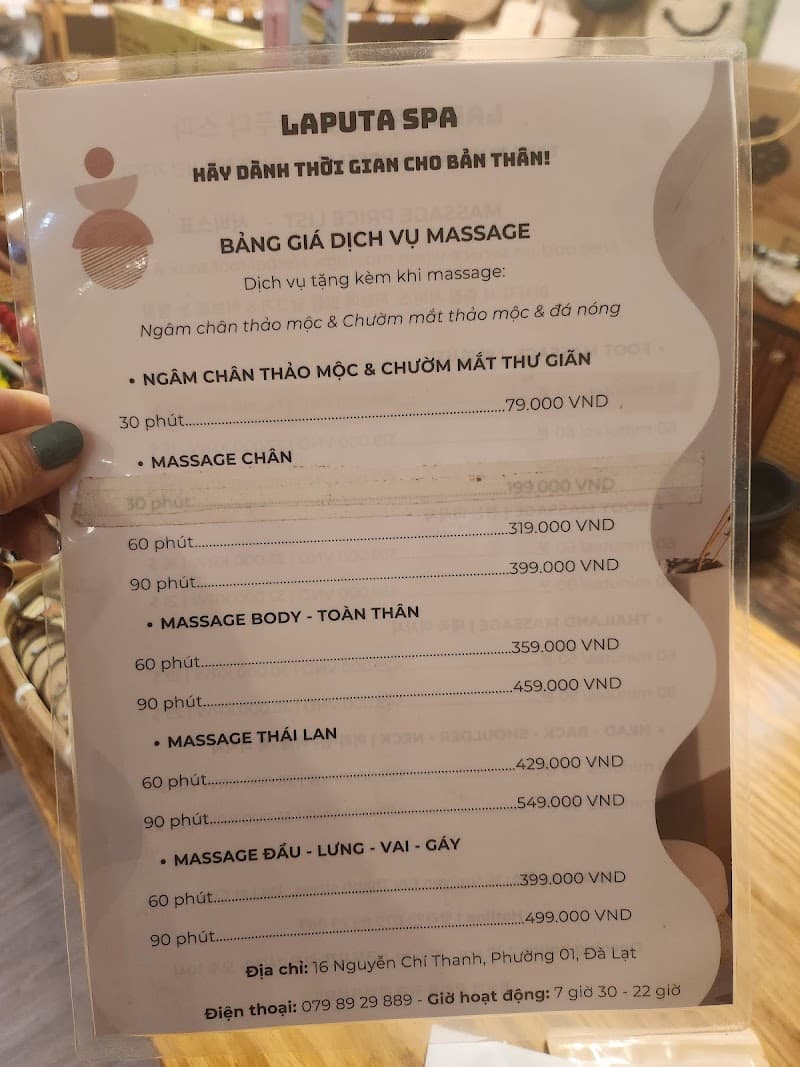 LAPUTA SPA
HÃY DÀNH THỜI GIAN CHO BẢN THÂN!
BẢNG GIÁ DỊCH VỤ MASSAGE
Dịch vụ tặng kèm khi massage:
Ngâm chân thảo mộc & Chườm mắt thảo mộc & đá nóng
• NGÂM CHÂN THẢO MỘC & CHƯỜM MẮT THƯ GIÃN
30 phút........79.000 VND
• MASSAGE CHÂN
30 phút........199.000 VND
60 phút........319.000 VND
90 phút........399.000 VND
• MASSAGE BODY - TOÀN THÂN
60 phút........359.000 VND
90 phút........459.000 VND
• MASSAGE THÁI LAN
60 phút........429.000 VND
90 phút........549.000 VND
• MASSAGE ĐẦU - LƯNG - VAI - GÁY
60 phút........399.000 VND
90 phút........499.000 VND
Địa chỉ: 16 Nguyễn Chí Thanh, Phường 01, Đà Lạt
Điện thoại: 079 89 29 889 - Giờ hoạt động: 7 giờ 30 - 22 giờ